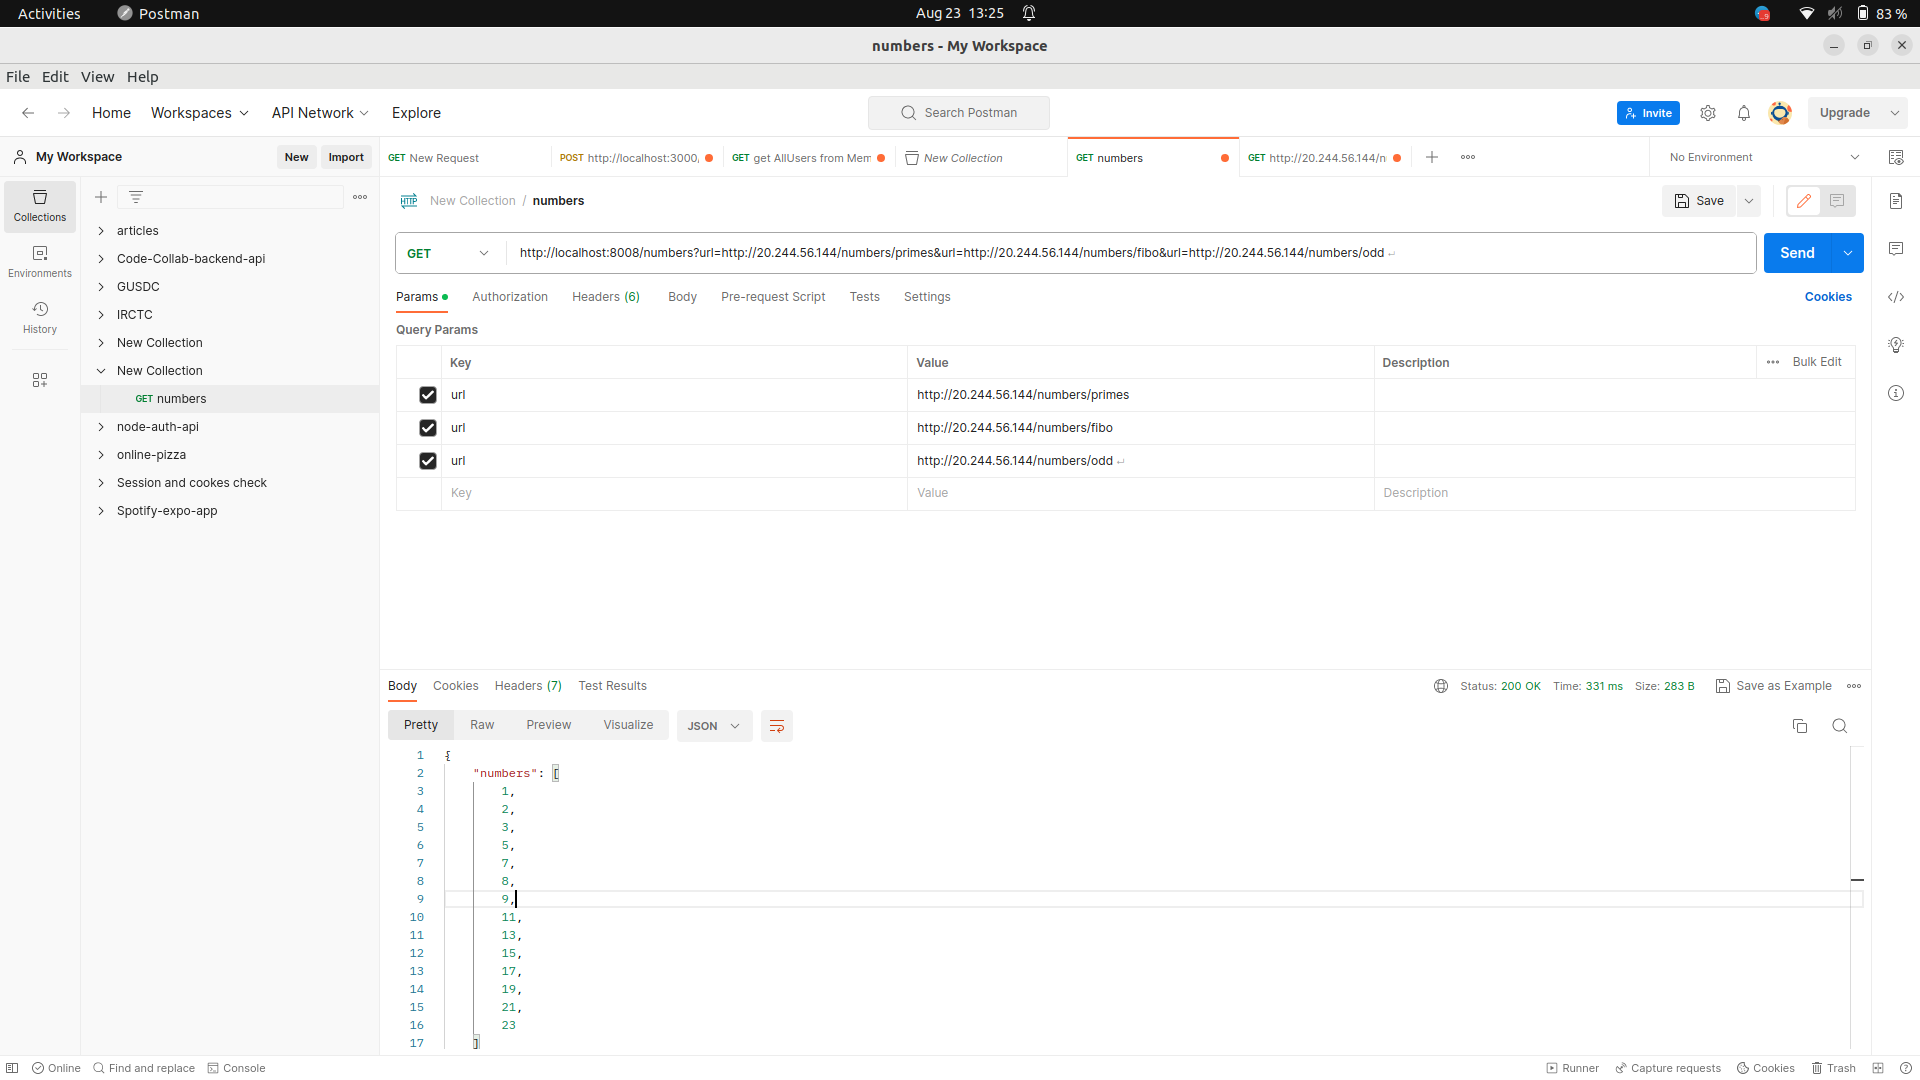 Activities Postman Aug 23 13:25 83 %
numbers - My Workspace
File Edit View Help
Home Workspaces API Network Explore Search Postman Invite Upgrade
My Workspace New Import GET New Request POST http://localhost:3000, GET get AllUsers from Mem New Collection GET numbers GET http://20.244.56.144/n No Environment
Collections
Environments
History
articles
Code-Collab-backend-api
GUSDC
IRCTC
New Collection
New Collection
GET numbers
node-auth-api
online-pizza
Session and cookes check
Spotify-expo-app
HTTP New Collection / numbers Save
GET http://localhost:8008/numbers?url=http://20.244.56.144/numbers/primes&url=http://20.244.56.144/numbers/fibo&url=http://20.244.56.144/numbers/odd Send
Params Authorization Headers (6) Body Pre-request Script Tests Settings Cookies
Query Params
Key Value Description Bulk Edit
url http://20.244.56.144/numbers/primes
url http://20.244.56.144/numbers/fibo
url http://20.244.56.144/numbers/odd
Key Value Description
Body Cookies Headers (7) Test Results Status: 200 OK Time: 331 ms Size: 283 B Save as Example
Pretty Raw Preview Visualize JSON
1 {
2 "numbers": [
3 1,
4 2,
5 3,
6 5,
7 7,
8 8,
9 9,
10 11,
11 13,
12 15,
13 17,
14 19,
15 21,
16 23
17 ]
Online Find and replace Console Runner Capture requests Cookies Trash